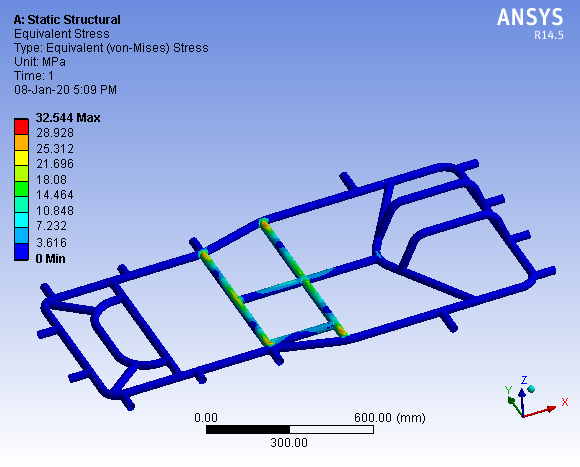 A: Static Structural
Equivalent Stress
Type: Equivalent (von-Mises) Stress
Unit: MPa
Time: 1
08-Jan-20 5:09 PM
ANSYS
R14.5
32.544 Max
28.928
25.312
21.696
18.08
14.464
10.848
7.232
3.616
0 Min
0.00
600.00 (mm)
300.00
Z
Y
X